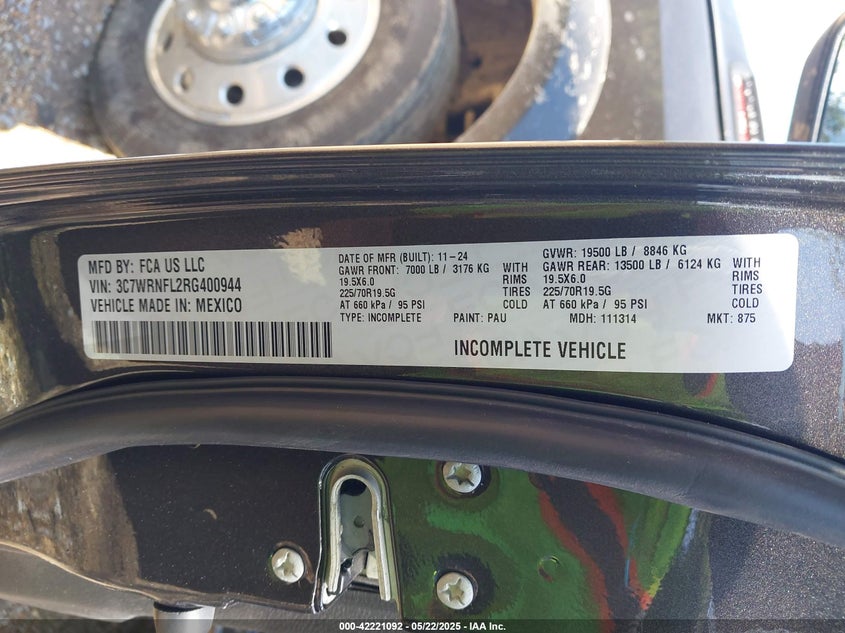 MFD BY: FCA US LLC
VIN: 3C7WRNFL2RG400944
VEHICLE MADE IN: MEXICO
DATE OF MFR (BUILT): 11-24
GAWR FRONT: 7000 LB / 3176 KG WITH
19.5X6.0 RIMS
225/70R19.5G TIRES
AT 660 kPa / 95 PSI COLD
TYPE: INCOMPLETE PAINT: PAU
GVWR: 19500 LB / 8846 KG
GAWR REAR: 13500 LB / 6124 KG WITH
19.5X6.0 RIMS
225/70R19.5G TIRES
AT 660 kPa / 95 PSI COLD
MDH: 111314 MKT: 875
INCOMPLETE VEHICLE
000-42221092 - 05/22/2025 - IAA Inc.